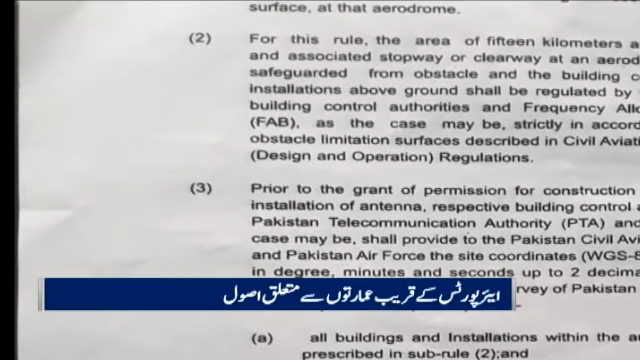 surface, at that aerodrome.
(2) For this rule, the area of fifteen kilometers a
and associated stopway or clearway at an aerod
safeguarded from obstacle and the building c
installations above ground shall be regulated by
building control authorities and Frequency Allo
(FAB), as the case may be, strictly in accord
obstacle limitation surfaces described in Civil Aviati
(Design and Operation) Regulations.
(3) Prior to the grant of permission for construction
installation of antenna, respective building control a
Pakistan Telecommunication Authority (PTA) and
case may be, shall provide to the Pakistan Civil Avi
and Pakistan Air Force the site coordinates (WGS-8
in degree, minutes and seconds up to 2 decima
rvey of Pakistan
ایئرپورٹس کے قریب عمارتوں سے متعلق اصول
(a) all buildings and Installations within the a
prescribed in sub-rule (2);and